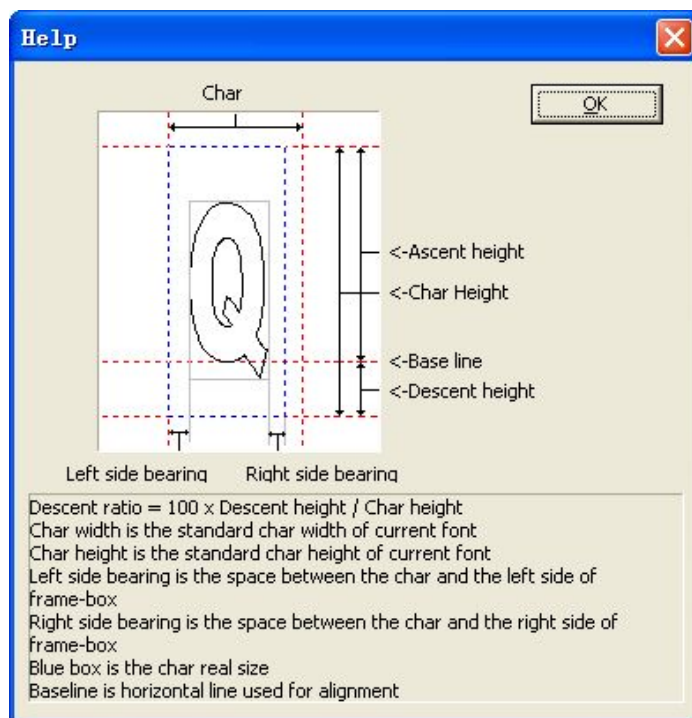 Help
Char
OK
<-Ascent height
<-Char Height
<-Base line
<-Descent height
Left side bearing
Right side bearing
Descent ratio = 100 x Descent height / Char height
Char width is the standard char width of current font
Char height is the standard char height of current font
Left side bearing is the space between the char and the left side of
frame-box
Right side bearing is the space between the char and the right side of
frame-box
Blue box is the char real size
Baseline is horizontal line used for alignment